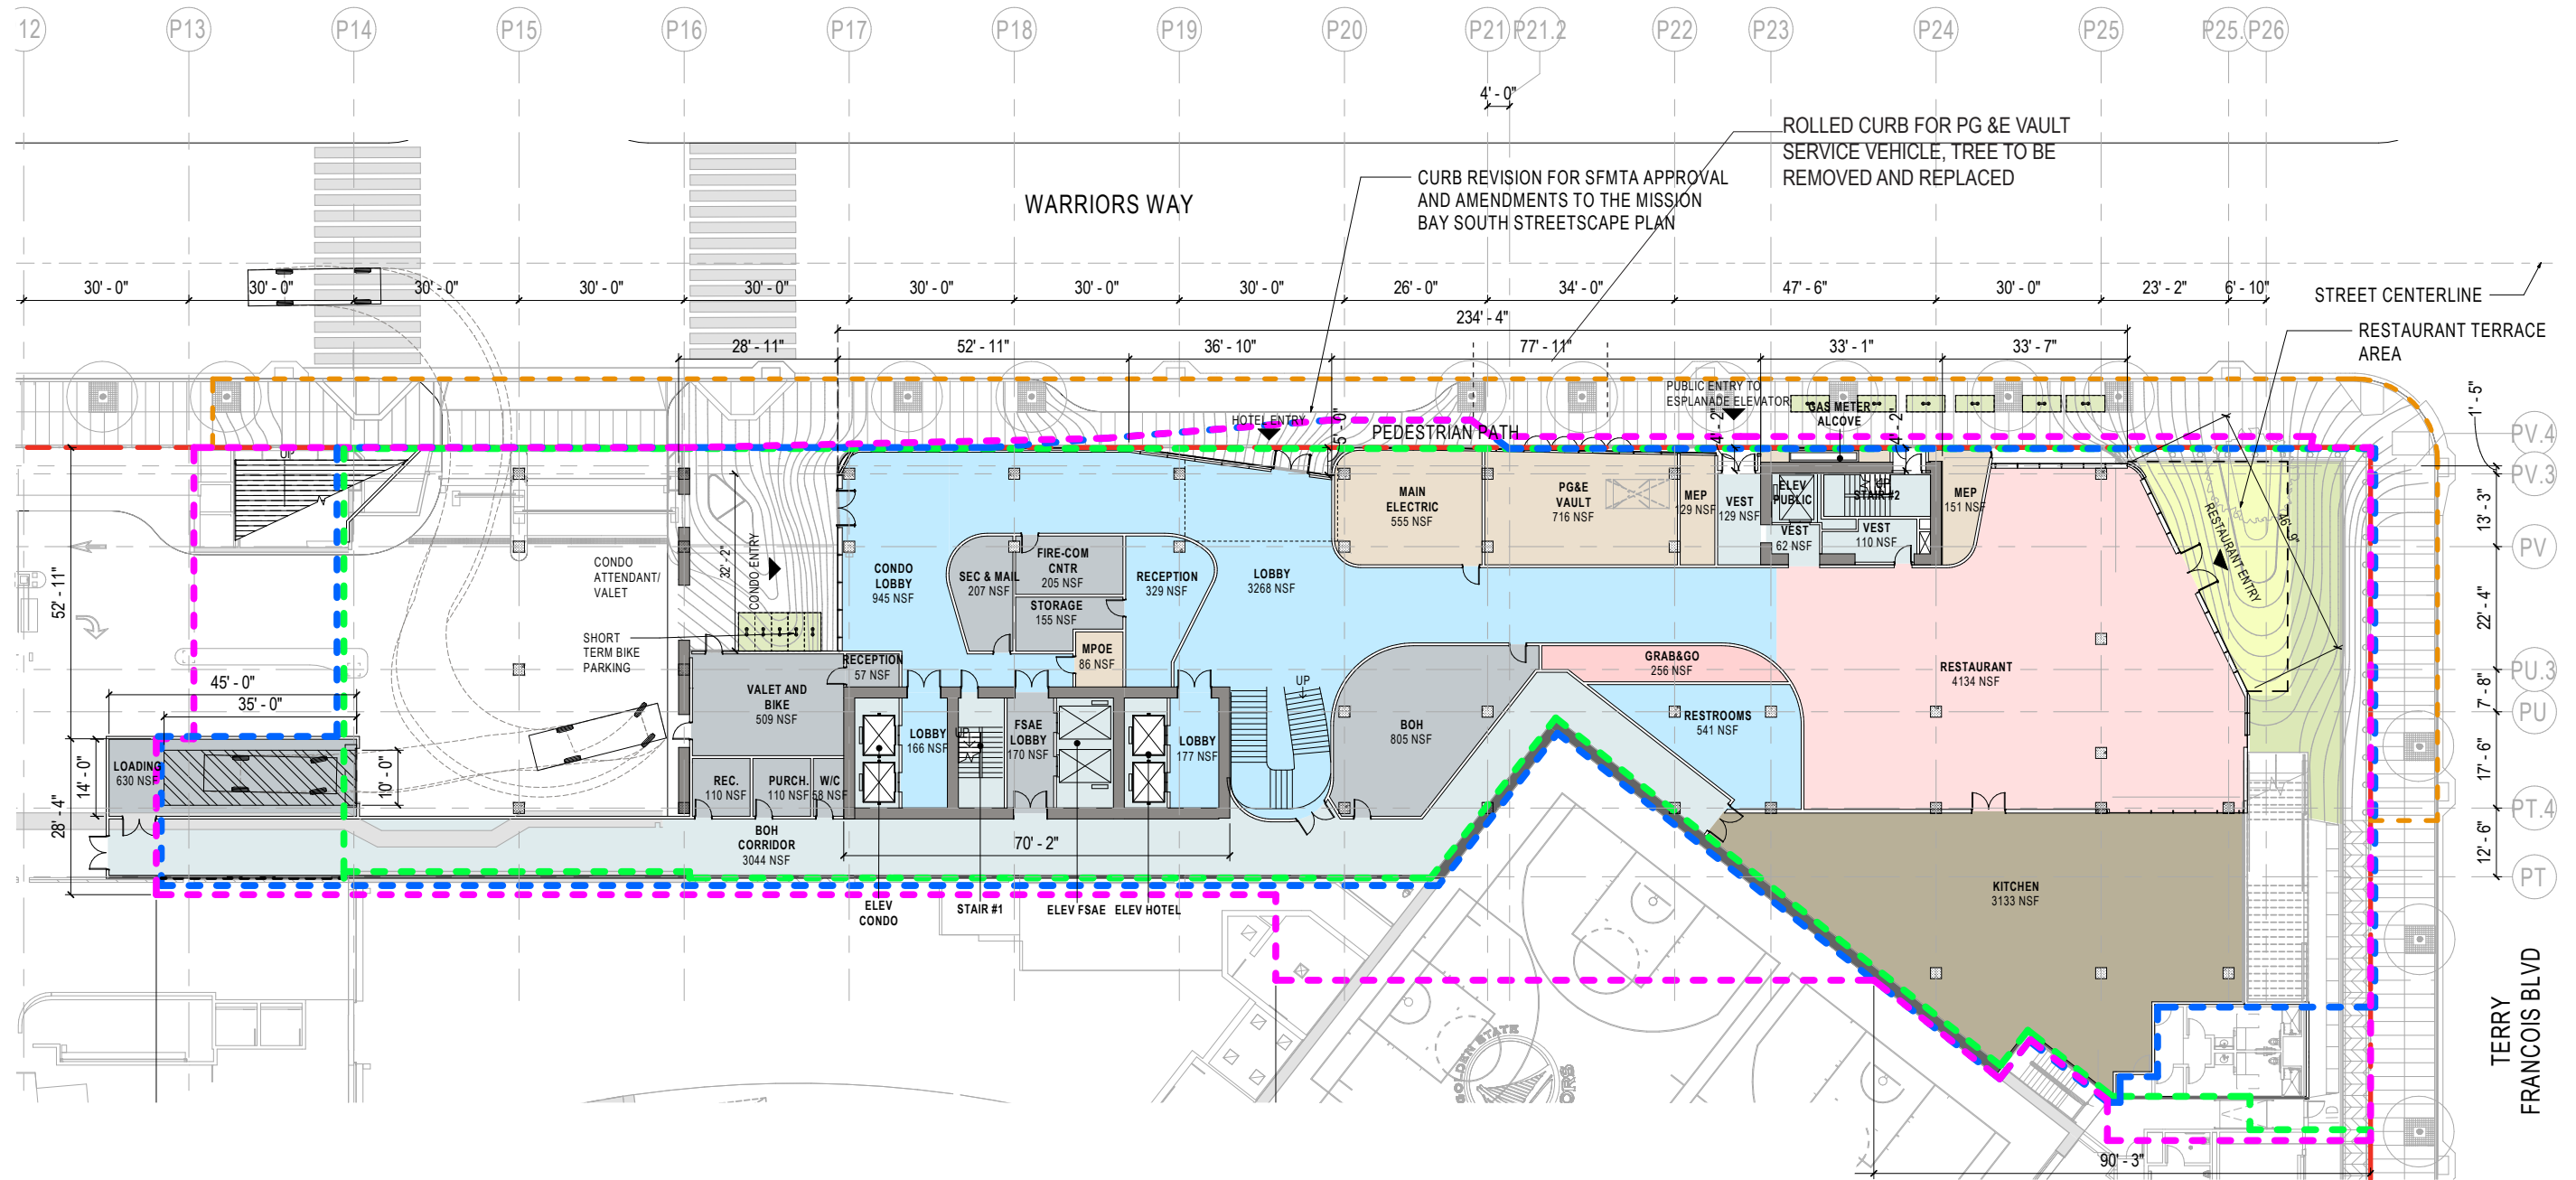 12
P13
P14
P15
P16
P17
P18
P19
P20
P21
P21.2
P22
P23
P24
P25
P25.
P26
4' - 0"
ROLLED CURB FOR PG &E VAULT
SERVICE VEHICLE, TREE TO BE
REMOVED AND REPLACED
CURB REVISION FOR SFMTA APPROVAL
AND AMENDMENTS TO THE MISSION
BAY SOUTH STREETSCAPE PLAN
WARRIORS WAY
30' - 0"
30' - 0"
30' - 0"
30' - 0"
30' - 0"
30' - 0"
30' - 0"
30' - 0"
26' - 0"
34' - 0"
47' - 6"
30' - 0"
23' - 2"
6' - 10"
STREET CENTERLINE
234' - 4"
RESTAURANT TERRACE
AREA
28' - 11"
52' - 11"
36' - 10"
77' - 11"
33' - 1"
33' - 7"
PUBLIC ENTRY TO
ESPLANADE ELEVATOR
GAS METER
ALCOVE
4' - 2"
4' - 2"
1' - 5"
HOTEL ENTRY
5' - 0"
PEDESTRIAN PATH
PV.4
PV.3
PV
PU.3
PU
PT.4
PT
13' - 3"
22' - 4"
7' - 8"
17' - 6"
12' - 6"
UP
MAIN
ELECTRIC
555 NSF
PG&E
VAULT
716 NSF
MEP
129 NSF
VEST
129 NSF
ELEV
PUBLIC
VEST
62 NSF
UP
STAIR #2
VEST
110 NSF
MEP
151 NSF
RESTAURANT ENTRY
46' - 9"
CONDO
ATTENDANT/
VALET
32' - 2"
CONDO ENTRY
SHORT
TERM BIKE
PARKING
CONDO
LOBBY
945 NSF
SEC & MAIL
207 NSF
FIRE-COM
CNTR
205 NSF
STORAGE
155 NSF
RECEPTION
329 NSF
LOBBY
3268 NSF
MPOE
86 NSF
RECEPTION
57 NSF
GRAB&GO
256 NSF
RESTAURANT
4134 NSF
52' - 11"
45' - 0"
35' - 0"
VALET AND
BIKE
509 NSF
UP
BOH
805 NSF
RESTROOMS
541 NSF
LOBBY
166 NSF
UP
FSAE
LOBBY
170 NSF
LOBBY
177 NSF
LOADING
630 NSF
14' - 0"
10' - 0"
28' - 4"
REC.
110 NSF
PURCH.
110 NSF
W/C
58 NSF
BOH
CORRIDOR
3044 NSF
70' - 2"
ELEV
CONDO
STAIR #1
ELEV FSAE
ELEV HOTEL
KITCHEN
3133 NSF
GOLDEN STATE
90' - 3"
TERRY
FRANCOIS BLVD